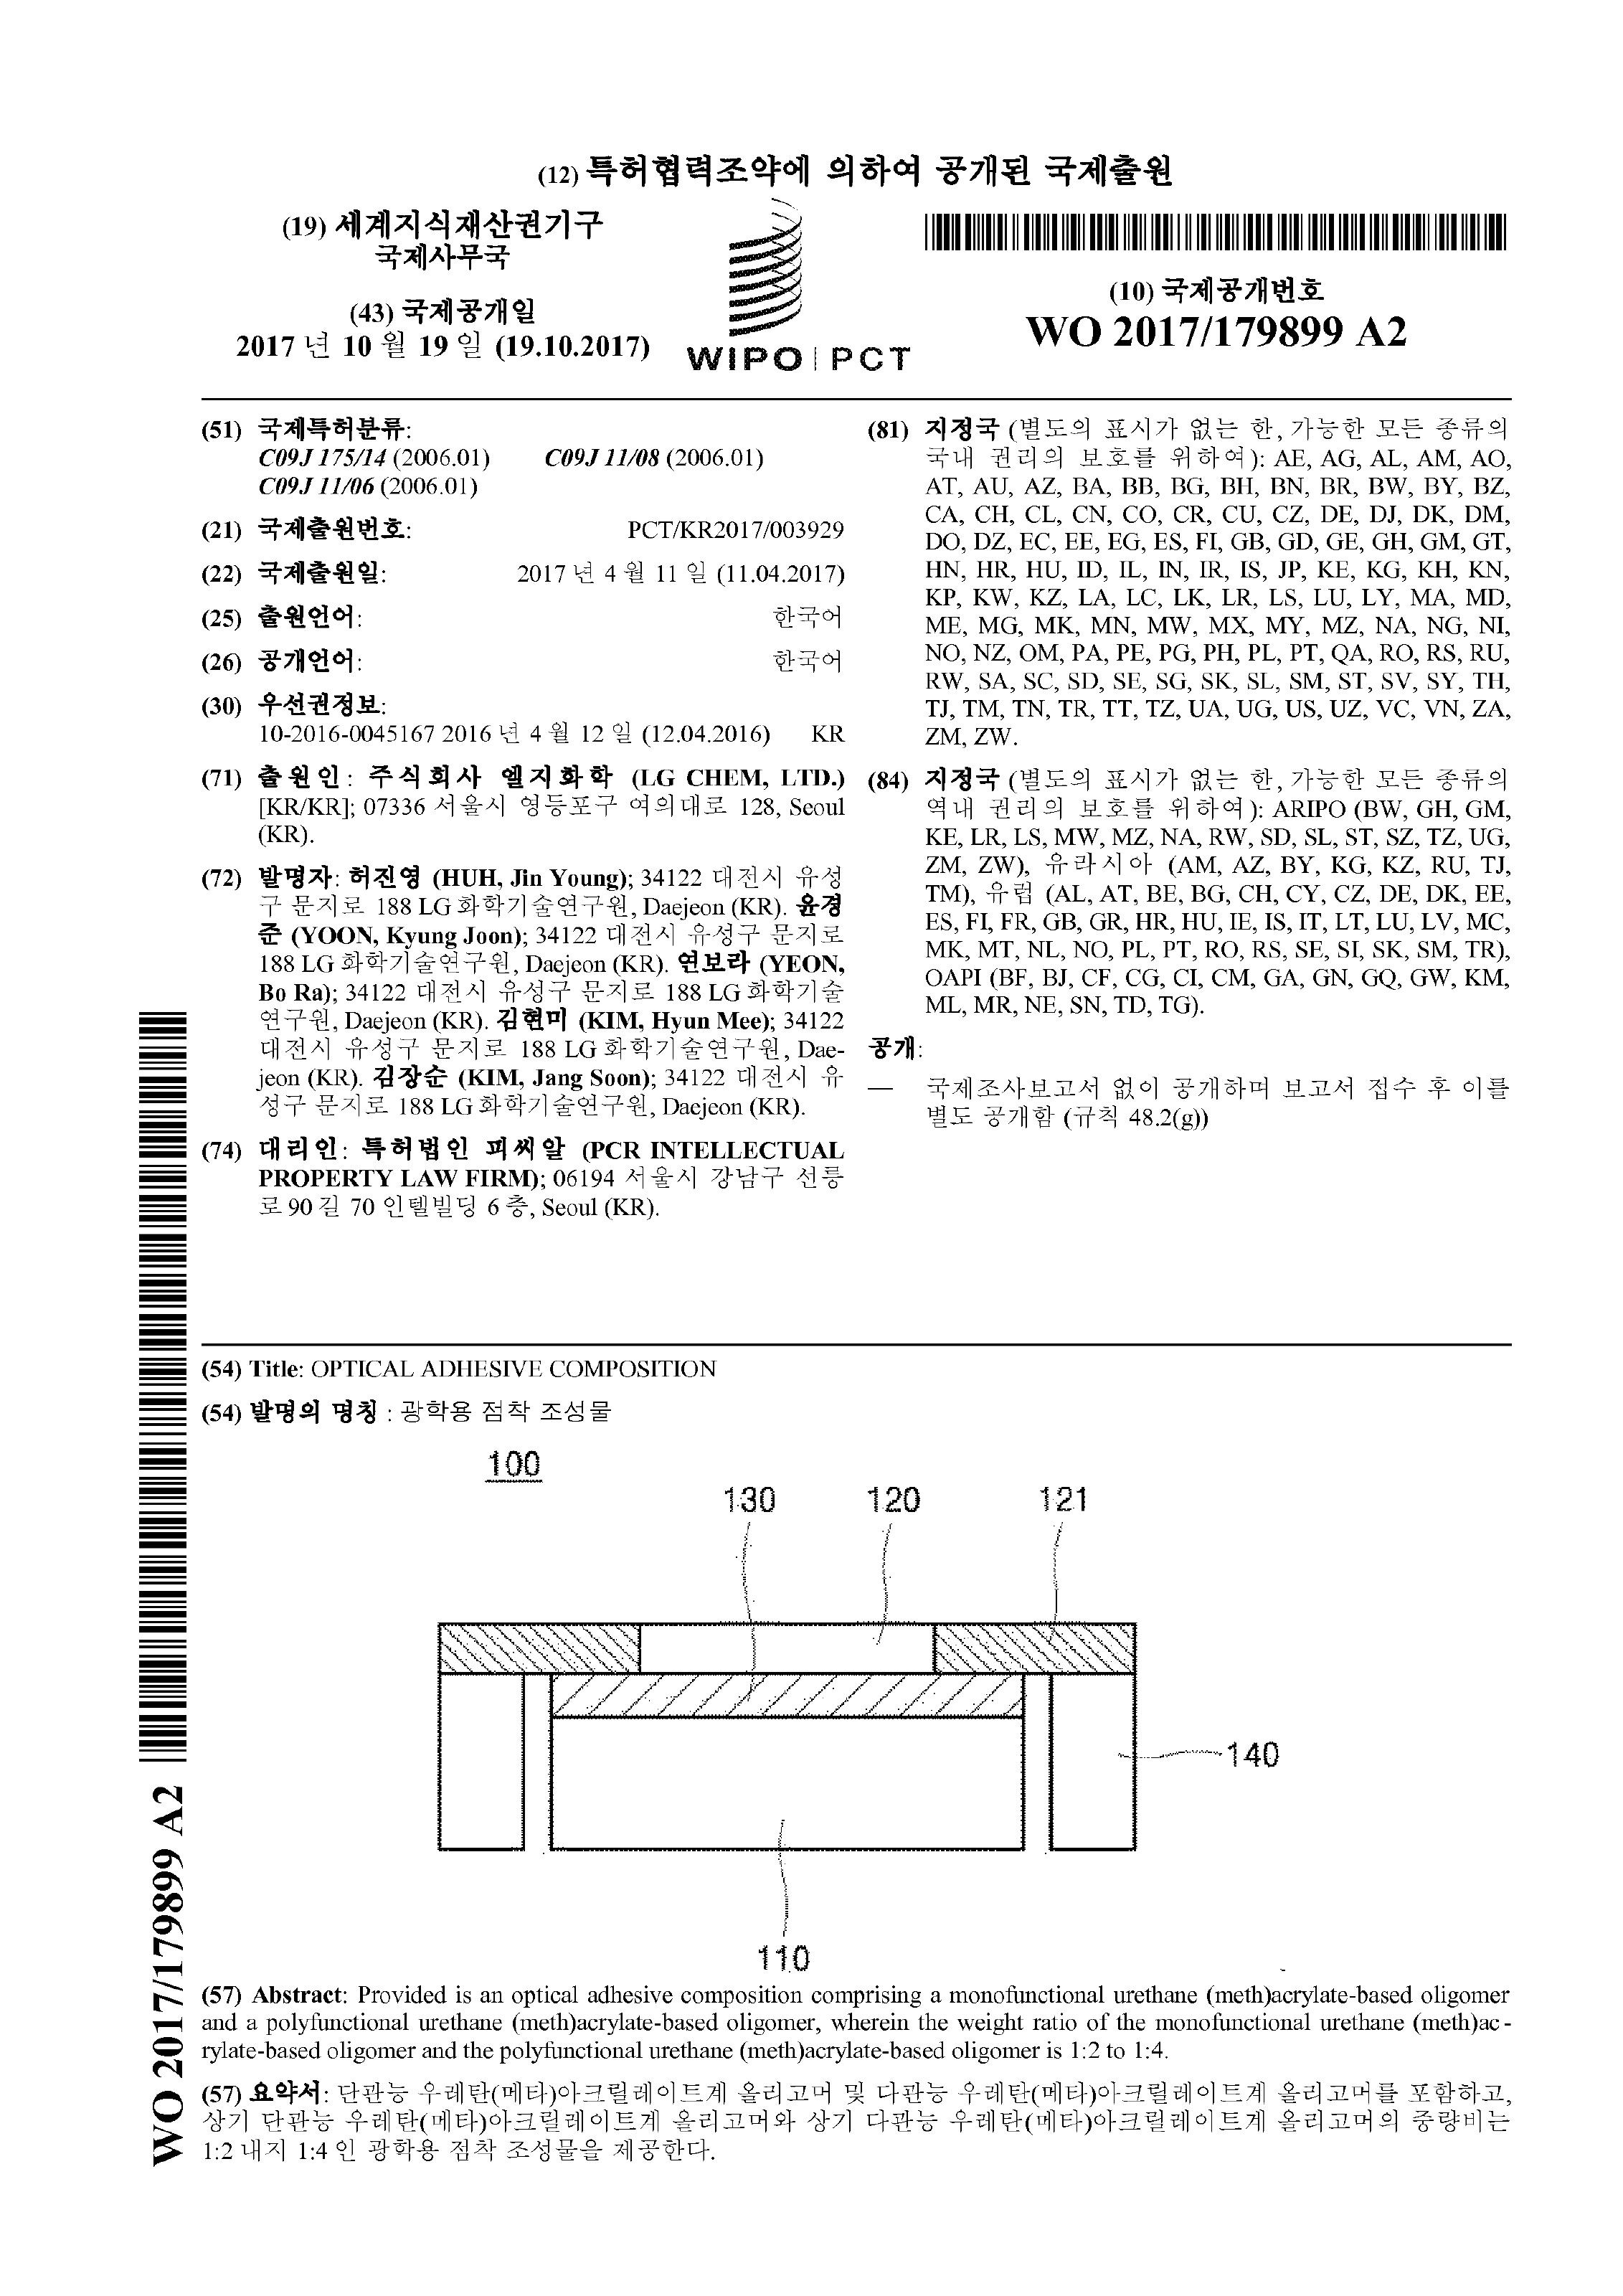 (12) 특허협력조약에 의하여 공개된 국제출원
(19) 세계지식재산권기구
국제사무국
(43) 국제공개일
2017 년 10 월 19 일 (19.10.2017)
WIPO | PCT
(10) 국제공개번호
WO 2017/179899 A2
(51) 국제특허분류:
C09J 175/14 (2006.01) C09J 11/08 (2006.01)
C09J 11/06 (2006.01)
(21) 국제출원번호: PCT/KR2017/003929
(22) 국제출원일: 2017 년 4 월 11 일 (11.04.2017)
(25) 출원언어: 한국어
(26) 공개언어: 한국어
(30) 우선권정보:
10-2016-0045167 2016 년 4 월 12 일 (12.04.2016) KR
(71) 출원인: 주식회사 엘지화학 (LG CHEM, LTD.)
[KR/KR]; 07336 서울시 영등포구 여의대로 128, Seoul
(KR).
(72) 발명자: 허진영 (HUH, Jin Young); 34122 대전시 유성
구 문지로 188 LG 화학기술연구원, Daejeon (KR). 윤경
준 (YOON, Kyung Joon); 34122 대전시 유성구 문지로
188 LG 화학기술연구원, Daejeon (KR). 연보라 (YEON,
Bo Ra); 34122 대전시 유성구 문지로 188 LG 화학기술
연구원, Daejeon (KR). 김현미 (KIM, Hyun Mee); 34122
대전시 유성구 문지로 188 LG 화학기술연구원, Dae-
jeon (KR). 김장순 (KIM, Jang Soon); 34122 대전시 유
성구 문지로 188 LG 화학기술연구원, Daejeon (KR).
(74) 대리인: 특허법인 피씨알 (PCR INTELLECTUAL
PROPERTY LAW FIRM); 06194 서울시 강남구 선릉
로 90 길 70 인텔빌딩 6 층, Seoul (KR).
(81) 지정국 (별도의 표시가 없는 한, 가능한 모든 종류의
국내 권리의 보호를 위하여): AE, AG, AL, AM, AO,
AT, AU, AZ, BA, BB, BG, BH, BN, BR, BW, BY, BZ,
CA, CH, CL, CN, CO, CR, CU, CZ, DE, DJ, DK, DM,
DO, DZ, EC, EE, EG, ES, FI, GB, GD, GE, GH, GM, GT,
HN, HR, HU, ID, IL, IN, IR, IS, JP, KE, KG, KH, KN,
KP, KW, KZ, LA, LC, LK, LR, LS, LU, LY, MA, MD,
ME, MG, MK, MN, MW, MX, MY, MZ, NA, NG, NI,
NO, NZ, OM, PA, PE, PG, PH, PL, PT, QA, RO, RS, RU,
RW, SA, SC, SD, SE, SG, SK, SL, SM, ST, SV, SY, TH,
TJ, TM, TN, TR, TT, TZ, UA, UG, US, UZ, VC, VN, ZA,
ZM, ZW.
(84) 지정국 (별도의 표시가 없는 한, 가능한 모든 종류의
역내 권리의 보호를 위하여): ARIPO (BW, GH, GM,
KE, LR, LS, MW, MZ, NA, RW, SD, SL, ST, SZ, TZ, UG,
ZM, ZW), 유라시아 (AM, AZ, BY, KG, KZ, RU, TJ,
TM), 유럽 (AL, AT, BE, BG, CH, CY, CZ, DE, DK, EE,
ES, FI, FR, GB, GR, HR, HU, IE, IS, IT, LT, LU, LV, MC,
MK, MT, NL, NO, PL, PT, RO, RS, SE, SI, SK, SM, TR),
OAPI (BF, BJ, CF, CG, CI, CM, GA, GN, GQ, GW, KM,
ML, MR, NE, SN, TD, TG).
공개:
— 국제조사보고서 없이 공개하며 보고서 접수 후 이를
별도 공개함 (규칙 48.2(g))
(54) Title: OPTICAL ADHESIVE COMPOSITION
(54) 발명의 명칭 : 광학용 점착 조성물
100
130 120 121
140
110
(57) Abstract: Provided is an optical adhesive composition comprising a monofunctional urethane (meth)acrylate-based oligomer
and a polyfunctional urethane (meth)acrylate-based oligomer, wherein the weight ratio of the monofunctional urethane (meth)ac-
rylate-based oligomer and the polyfunctional urethane (meth)acrylate-based oligomer is 1:2 to 1:4.
(57) 요약서: 단관능 우레탄(메타)아크릴레이트계 올리고머 및 다관능 우레탄(메타)아크릴레이트계 올리고머를 포함하고,
상기 단관능 우레탄(메타)아크릴레이트계 올리고머와 상기 다관능 우레탄(메타)아크릴레이트계 올리고머의 중량비는
1:2 내지 1:4 인 광학용 점착 조성물을 제공한다.
WO 2017/179899 A2